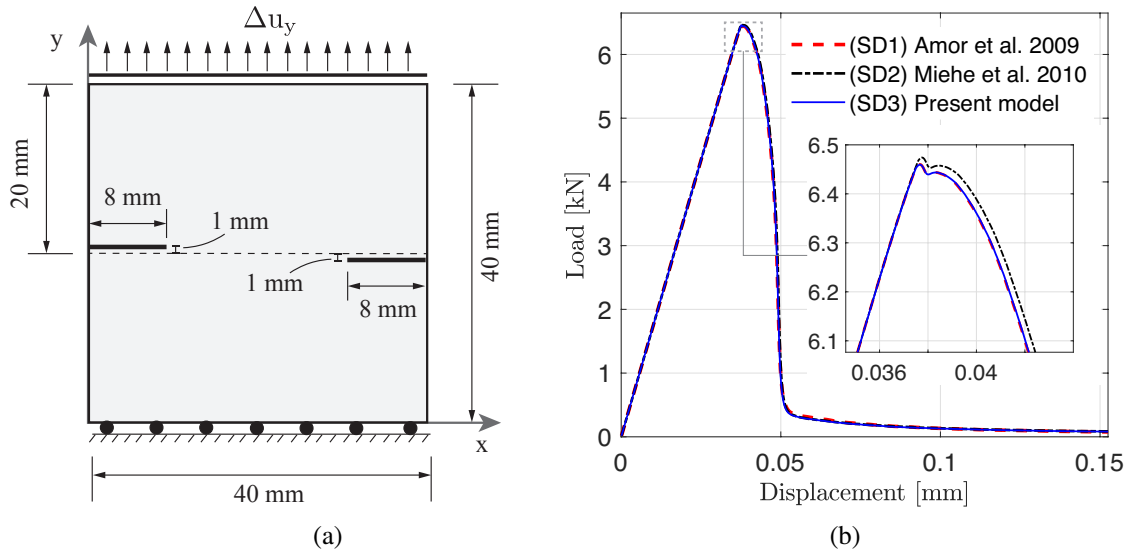 Δu_y
y
20 mm
8 mm
1 mm
1 mm
8 mm
40 mm
x
40 mm
(a)
6
5
4
3
2
1
0
Load [kN]
(SD1) Amor et al. 2009
(SD2) Miehe et al. 2010
(SD3) Present model
6.5
6.4
6.3
6.2
6.1
0.036 0.04
0 0.05 0.1 0.15
Displacement [mm]
(b)